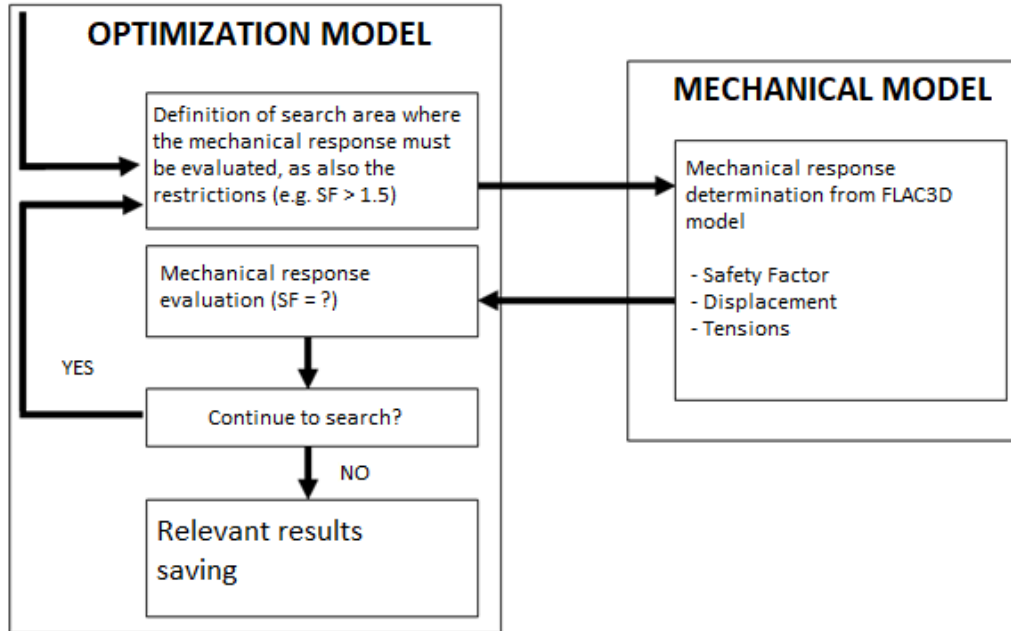 OPTIMIZATION MODEL
Definition of search area where
the mechanical response must
be evaluated, as also the
restrictions (e.g. SF > 1.5)
Mechanical response
evaluation (SF = ?)
YES
Continue to search?
NO
Relevant results
saving
MECHANICAL MODEL
Mechanical response
determination from FLAC3D
model
- Safety Factor
- Displacement
- Tensions